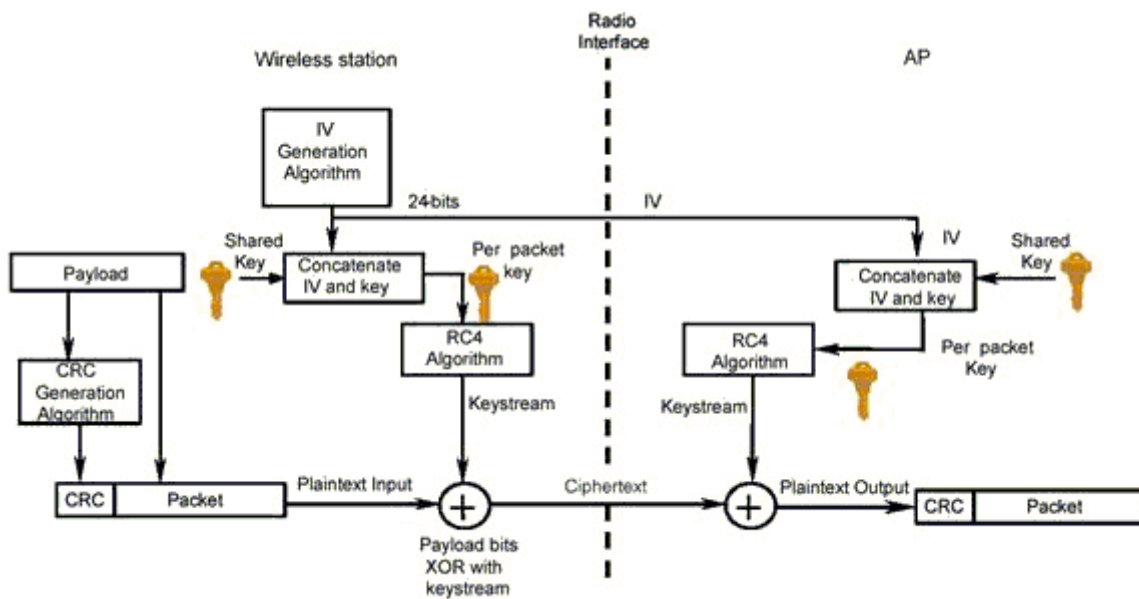 Radio
Interface
Wireless station
AP
IV
Generation
Algorithm
24-bits
IV
Shared
Key
Per packet
key
IV
Shared
Key
Payload
Concatenate
IV and key
Concatenate
IV and key
RC4
Algorithm
RC4
Algorithm
Per packet
Key
CRC
Generation
Algorithm
Keystream
Keystream
CRC
Packet
Plaintext Input
Ciphertext
Plaintext Output
CRC
Packet
Payload bits
XOR with
keystream